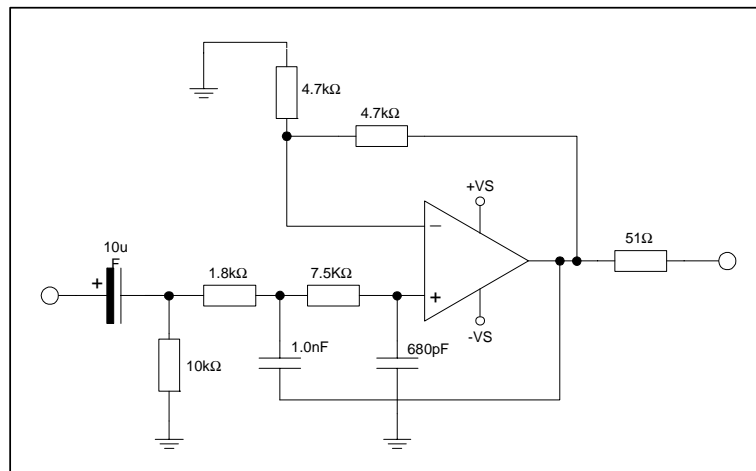 4.7kΩ
4.7kΩ
+VS
10u
F
+
1.8kΩ
7.5KΩ
−
+
51Ω
-VS
10kΩ
1.0nF
680pF